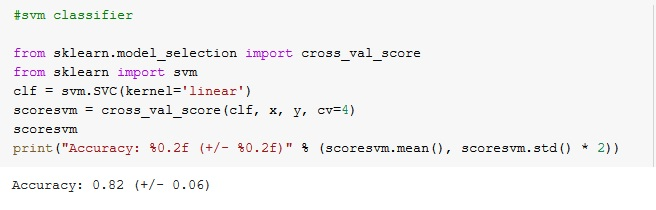 #svm classifier
from sklearn.model_selection import cross_val_score
from sklearn import svm
clf = svm.SVC(kernel='linear')
scoresvm = cross_val_score(clf, x, y, cv=4)
scoresvm
print("Accuracy: %0.2f (+/- %0.2f)" % (scoresvm.mean(), scoresvm.std() * 2))
Accuracy: 0.82 (+/- 0.06)